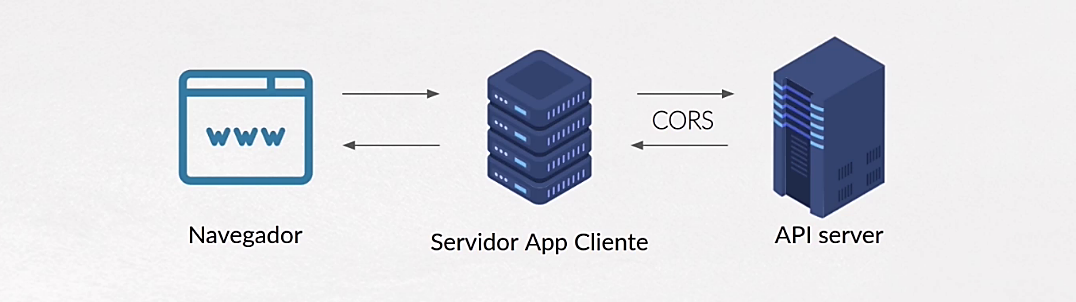 www
CORS
Navegador
Servidor App Cliente
API server